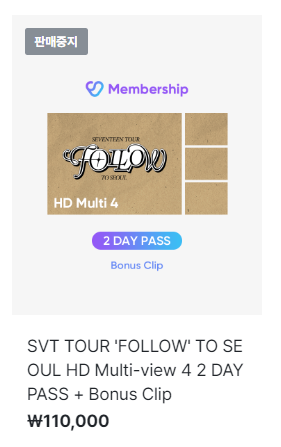 판매중지
Membership
SEVENTEEN TOUR
FOLLOW
TO SEOUL
HD Multi 4
2 DAY PASS
Bonus Clip
SVT TOUR 'FOLLOW' TO SE
OUL HD Multi-view 4 2 DAY
PASS + Bonus Clip
₩110,000